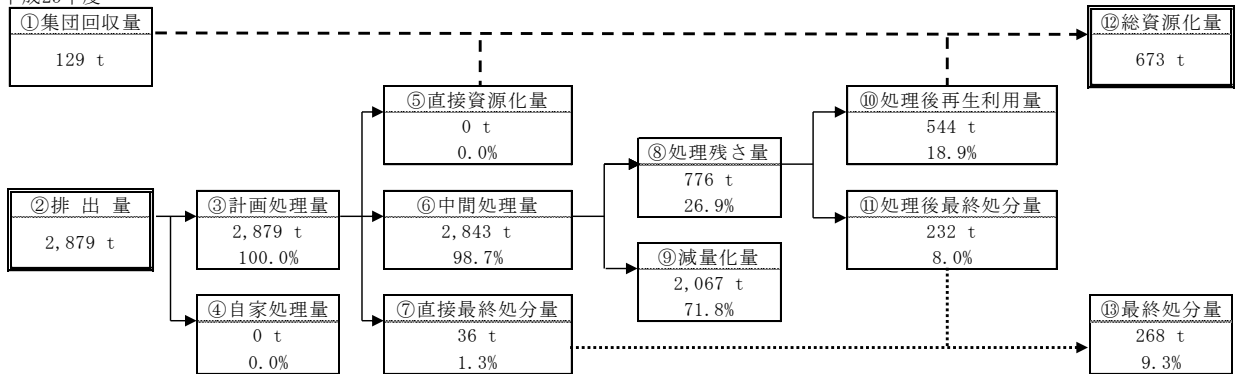 ①集団回収量
129 t
⑫総資源化量
673 t
⑤直接資源化量
0 t
0.0%
⑩処理後再生利用量
544 t
18.9%
⑧処理残さ量
776 t
26.9%
②排 出 量
2,879 t
③計画処理量
2,879 t
100.0%
⑥中間処理量
2,843 t
98.7%
⑪処理後最終処分量
232 t
8.0%
⑨減量化量
2,067 t
71.8%
④自家処理量
0 t
0.0%
⑦直接最終処分量
36 t
1.3%
⑬最終処分量
268 t
9.3%